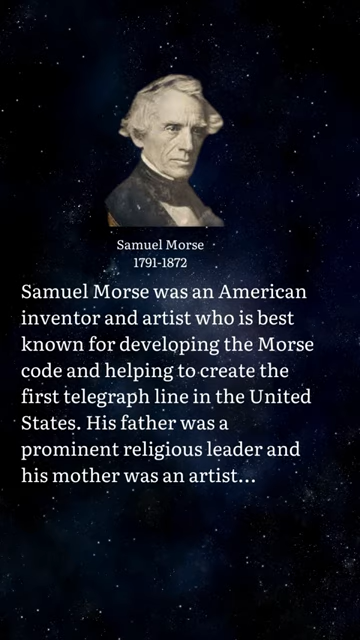 Samuel Morse
1791-1872
Samuel Morse was an American
inventor and artist who is best
known for developing the Morse
code and helping to create the
first telegraph line in the United
States. His father was a
prominent religious leader and
his mother was an artist...